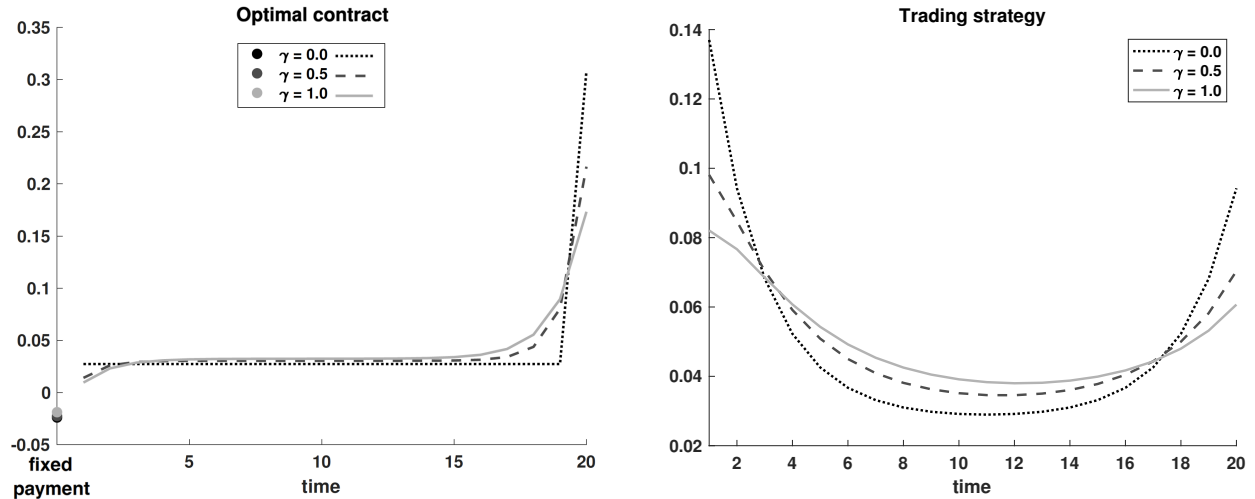 Optimal contract
0.35
0.3
0.25
0.2
0.15
0.1
0.05
0
-0.05
γ = 0.0
γ = 0.5
γ = 1.0
fixed
payment
5
10
15
20
time
Trading strategy
0.14
0.12
0.1
0.08
0.06
0.04
0.02
γ = 0.0
γ = 0.5
γ = 1.0
2
4
6
8
10
12
14
16
18
20
time